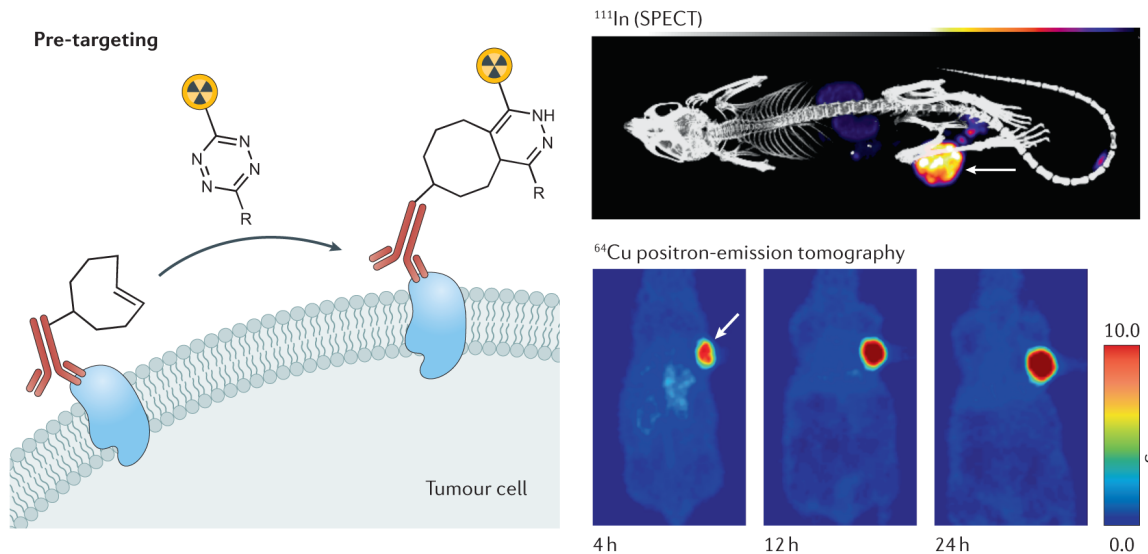 Pre-targeting
N
N
N
N
R
NH
N
R
Tumour cell
¹¹¹In (SPECT)
⁶⁴Cu positron-emission tomography
10.0
0.0
4 h
12 h
24 h